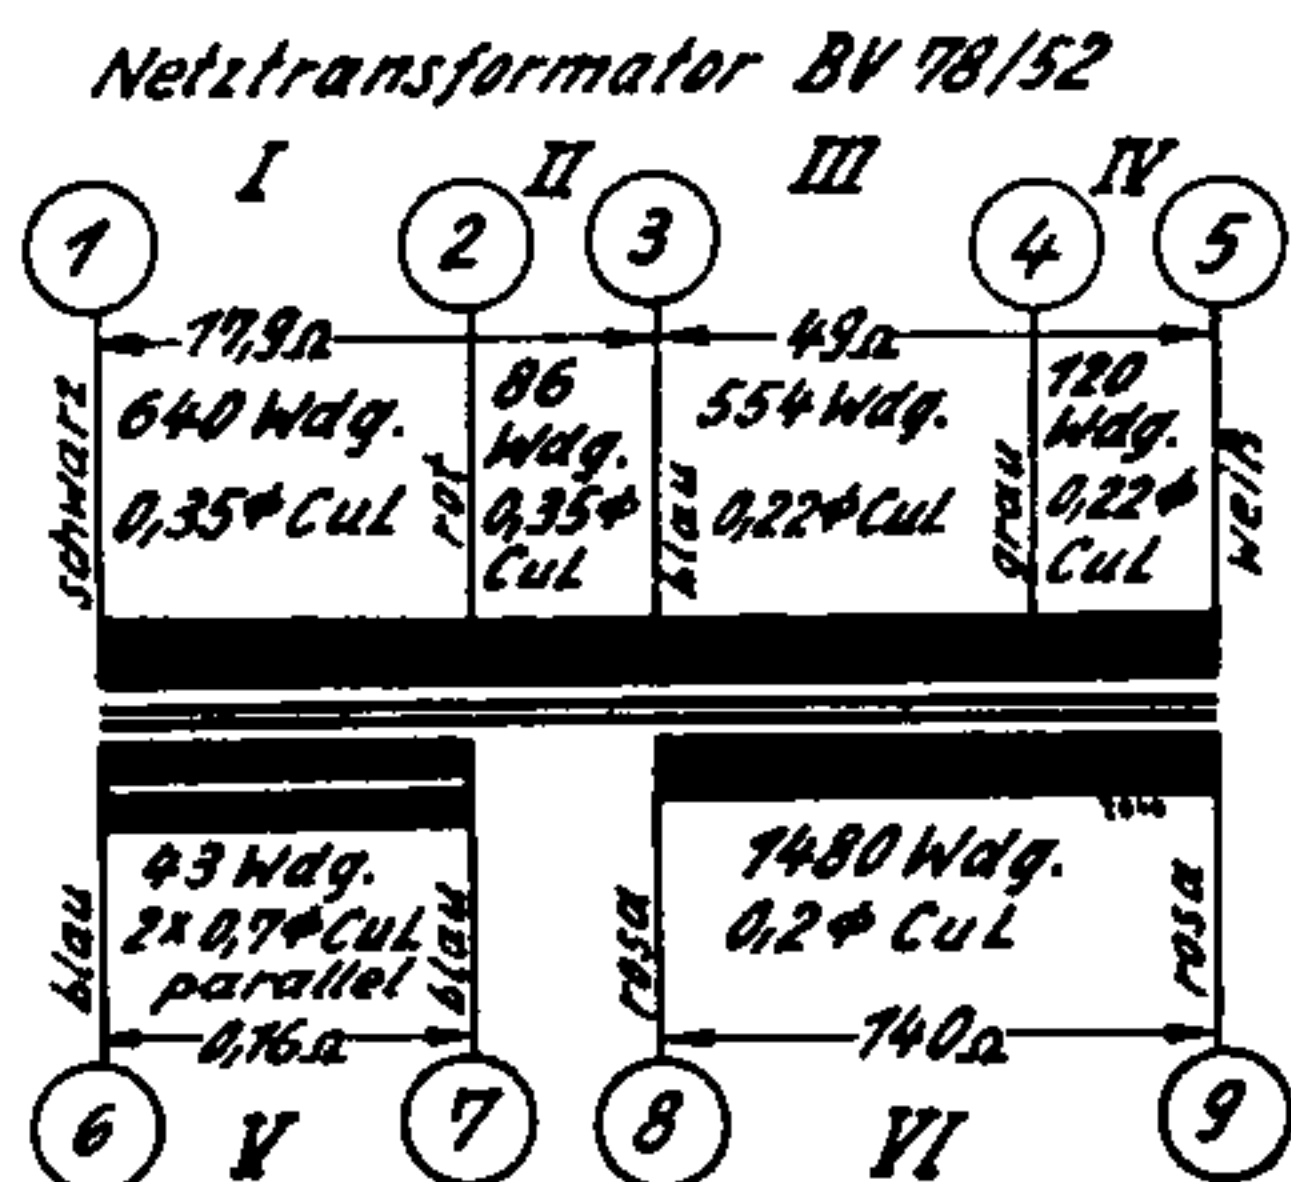 Netztransformator BV 78/52
I II III IV
1 2 3 4 5
17,9Ω 49Ω
schwarz
640 Wdg.
0,35⌀ CuL
rot
86
Wdg.
0,35⌀
CuL
blau
554 Wdg.
0,22⌀ CuL
grau
120
Wdg.
0,22⌀
CuL
weiß
blau
43 Wdg.
2x 0,7⌀ CuL
parallel
0,16Ω
blau
rosa
1480 Wdg.
0,2⌀ CuL
140Ω
rosa
6 7 8 9
V VI